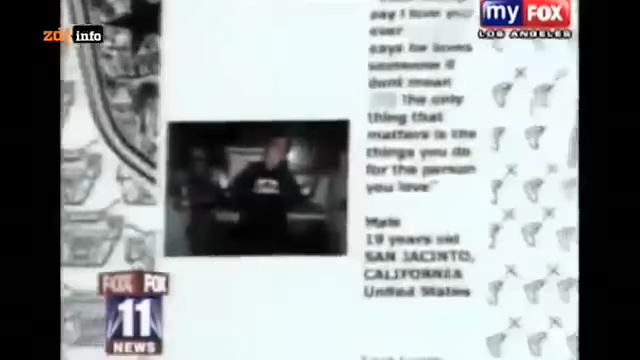 zdf info
my FOX
LOS ANGELES
say I love you
ever
says he loves
someone it
dont mean
the only
thing that
matters is the
things you do
for the person
you love"
Male
19 years old
SAN JACINTO,
CALIFORNIA
United States
FOX FOX
11
NEWS